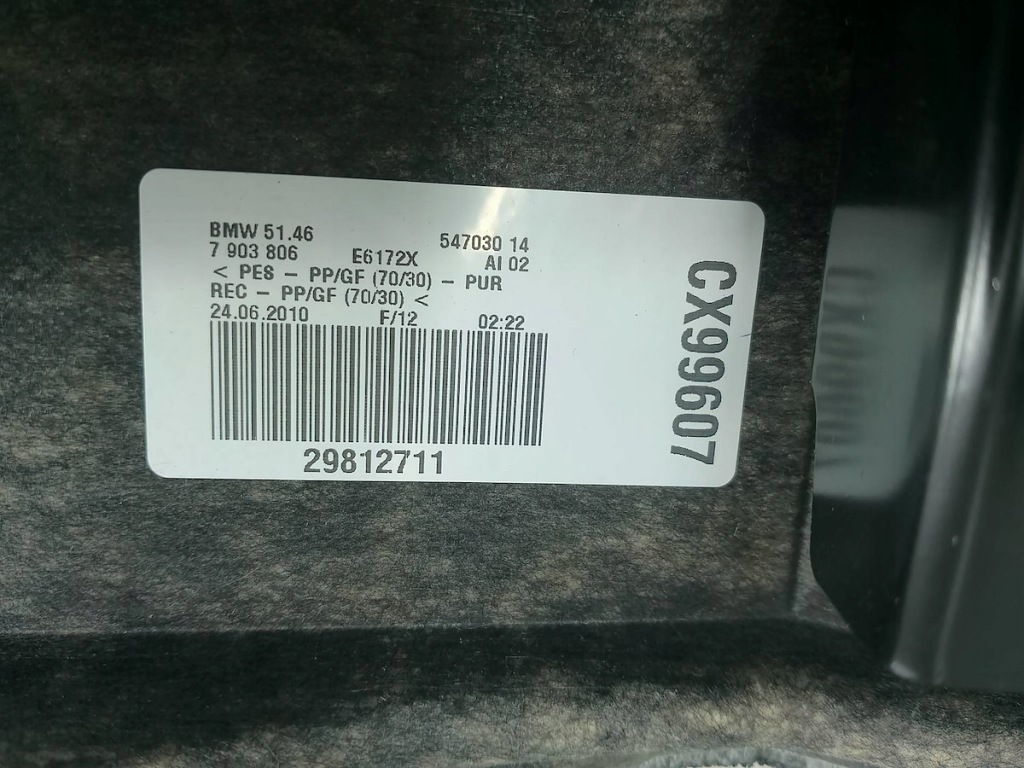 BMW 51.46 547030 14
7 903 806 E6172X AI 02
< PES - PP/GF (70/30) - PUR
REC - PP/GF (70/30) <
24.06.2010 F/12 02:22
29812711
CX99607